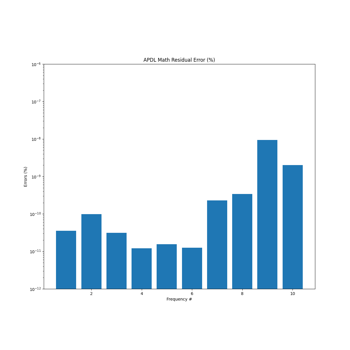 APDL Math Residual Error (%)
10⁻⁶
10⁻⁷
10⁻⁸
10⁻⁹
10⁻¹⁰
10⁻¹¹
10⁻¹²
Errors (%)
2 4 6 8 10
Frequency #